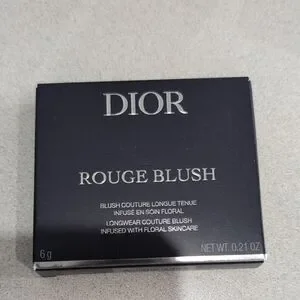 DIOR
ROUGE BLUSH
BLUSH COUTURE LONGUE TENUE
INFUSÉ EN SOIN FLORAL
LONGWEAR COUTURE BLUSH
INFUSED WITH FLORAL SKINCARE
6 g NET WT. 0.21 OZ